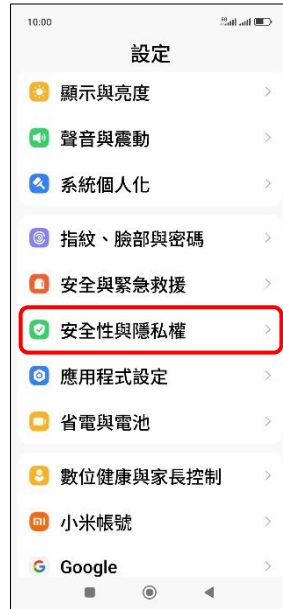 10:00
設定
顯示與亮度
聲音與震動
系統個人化
指紋、臉部與密碼
安全與緊急救援
安全性與隱私權
應用程式設定
省電與電池
數位健康與家長控制
小米帳號
Google